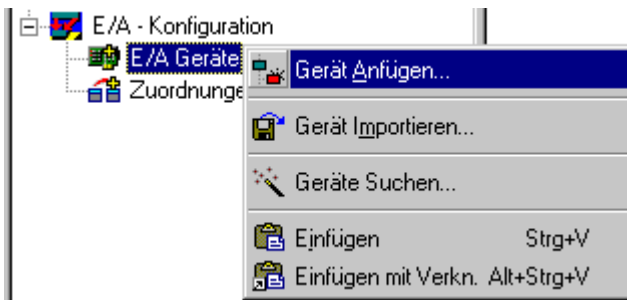 E/A - Konfiguration
E/A Geräte
Zuordnunge
Gerät Anfügen...
Gerät Importieren...
Geräte Suchen...
Einfügen Strg+V
Einfügen mit Verkn. Alt+Strg+V